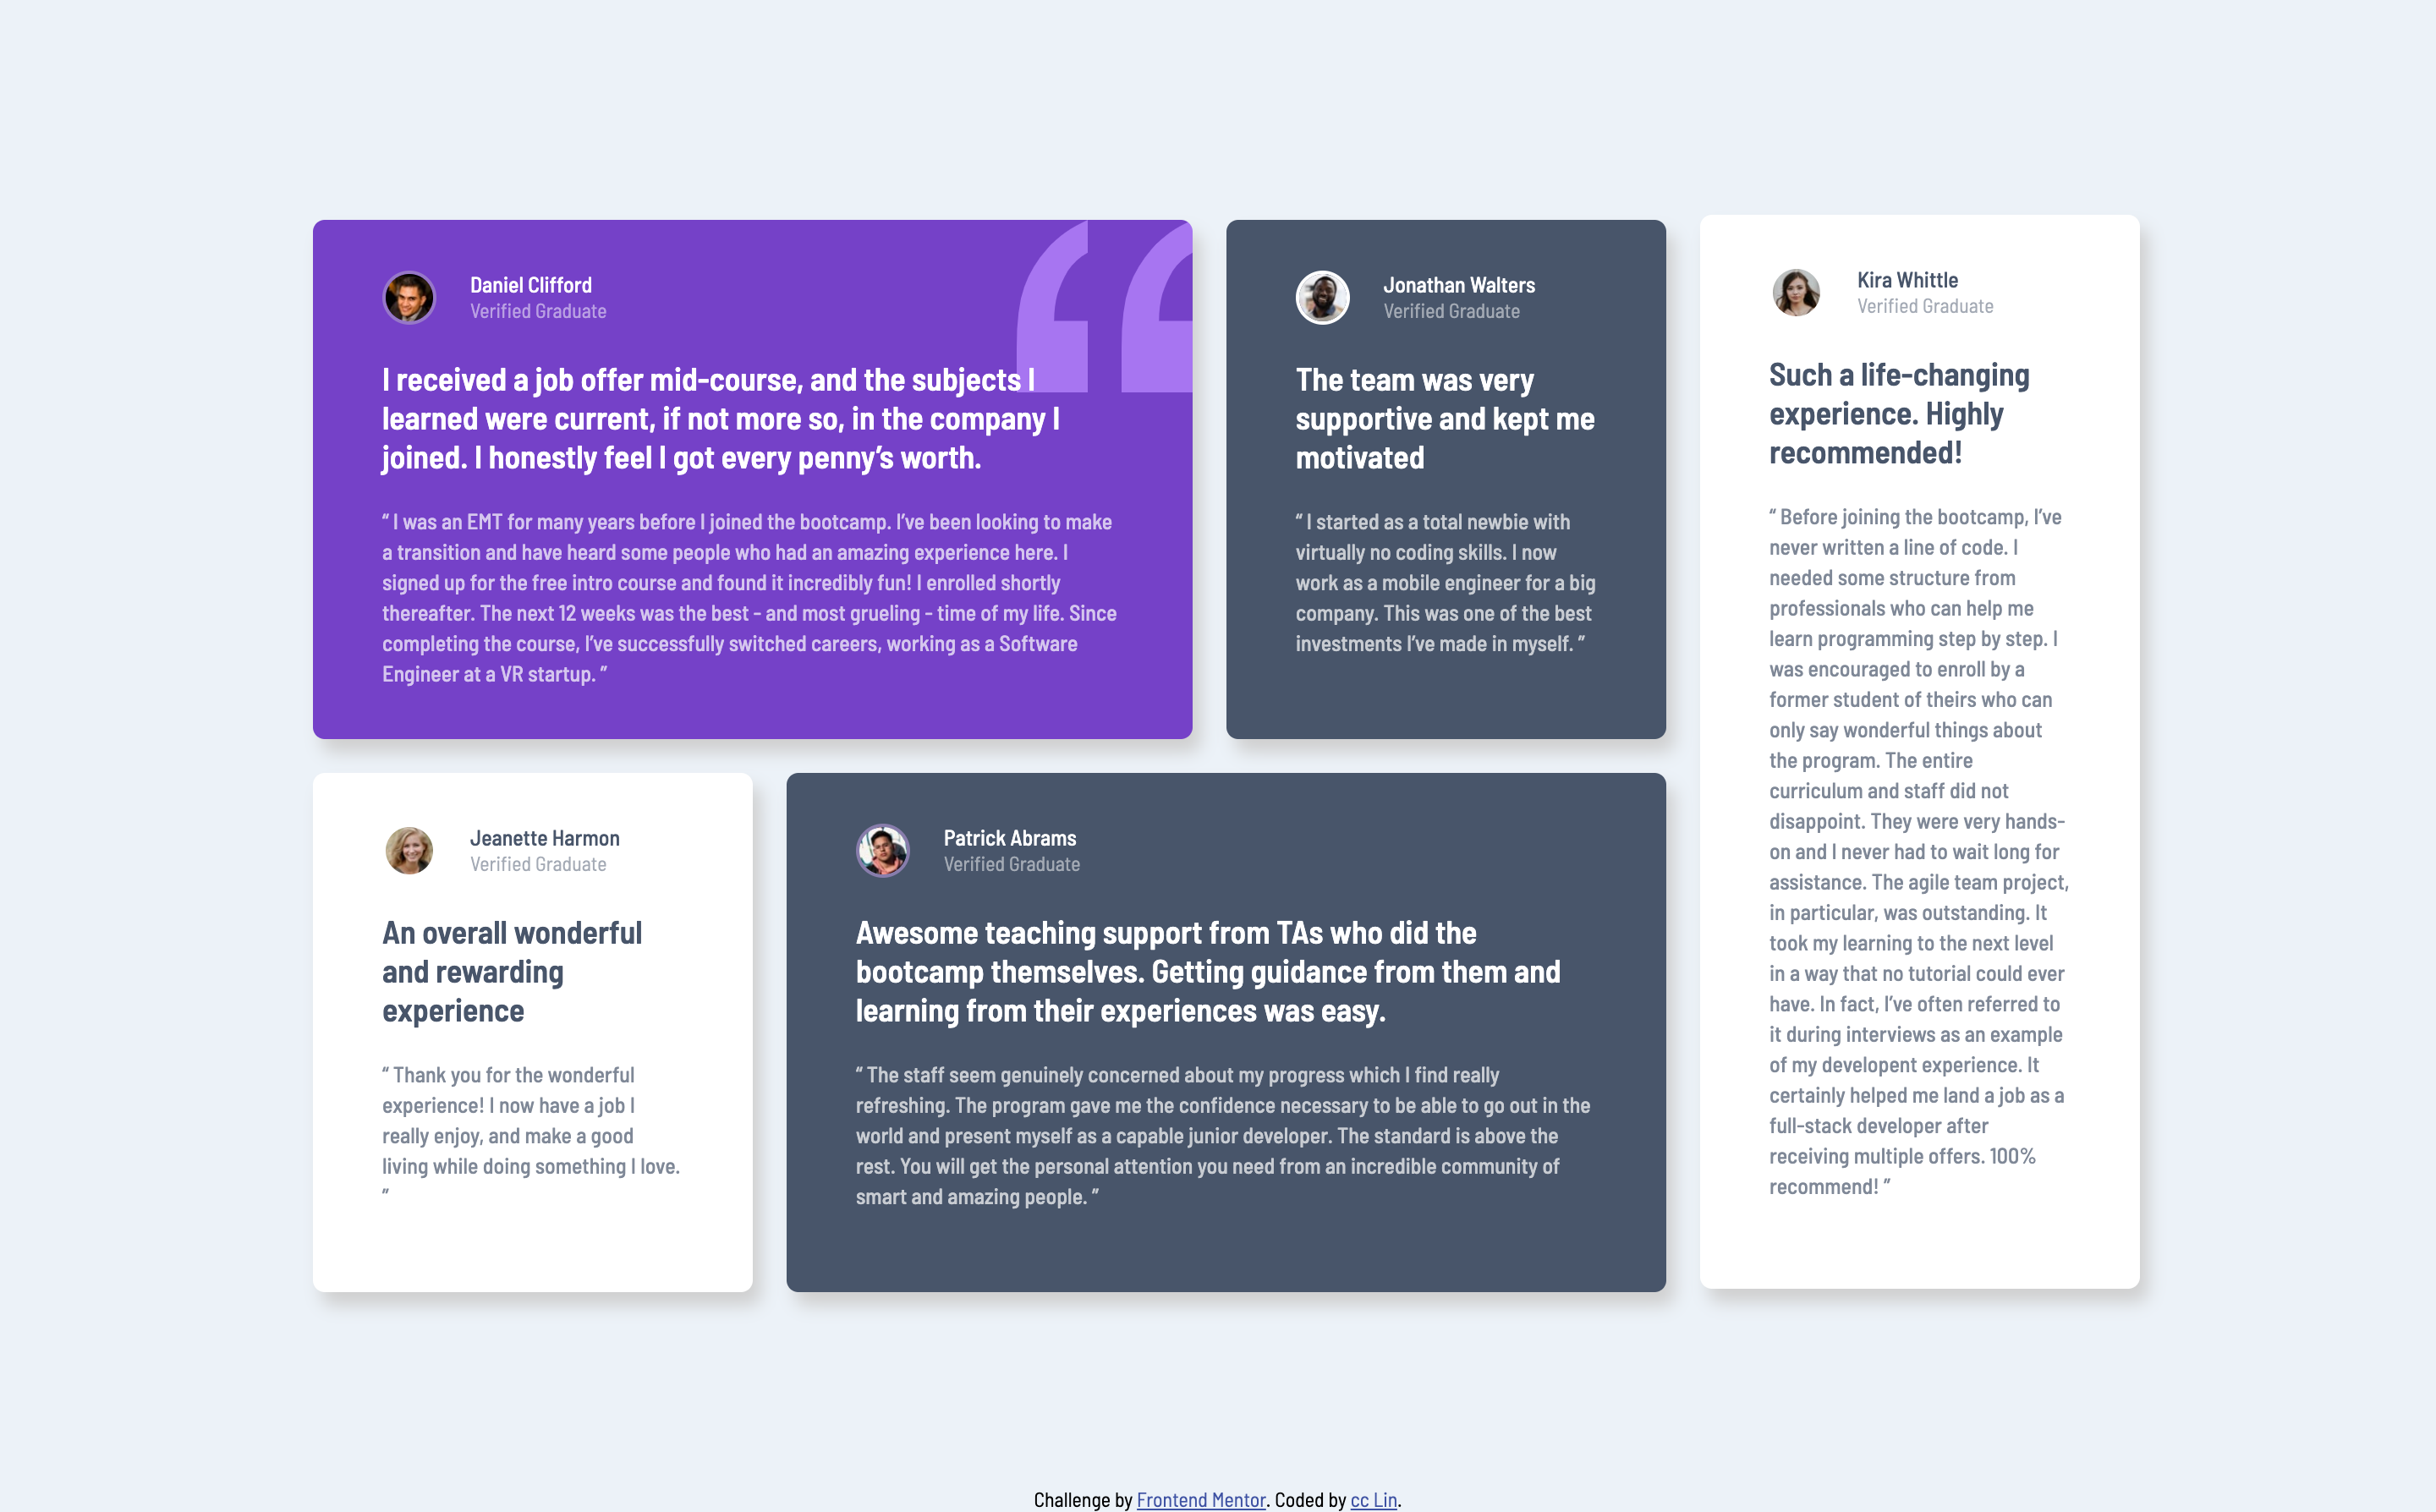 Daniel Clifford
Verified Graduate
I received a job offer mid-course, and the subjects I
learned were current, if not more so, in the company I
joined. I honestly feel I got every penny’s worth.
“ I was an EMT for many years before I joined the bootcamp. I’ve been looking to make
a transition and have heard some people who had an amazing experience here. I
signed up for the free intro course and found it incredibly fun! I enrolled shortly
thereafter. The next 12 weeks was the best - and most grueling - time of my life. Since
completing the course, I’ve successfully switched careers, working as a Software
Engineer at a VR startup. ”
Jonathan Walters
Verified Graduate
The team was very
supportive and kept me
motivated
“ I started as a total newbie with
virtually no coding skills. I now
work as a mobile engineer for a big
company. This was one of the best
investments I’ve made in myself. ”
Kira Whittle
Verified Graduate
Such a life-changing
experience. Highly
recommended!
“ Before joining the bootcamp, I’ve
never written a line of code. I
needed some structure from
professionals who can help me
learn programming step by step. I
was encouraged to enroll by a
former student of theirs who can
only say wonderful things about
the program. The entire
curriculum and staff did not
disappoint. They were very hands-
on and I never had to wait long for
assistance. The agile team project,
in particular, was outstanding. It
took my learning to the next level
in a way that no tutorial could ever
have. In fact, I’ve often referred to
it during interviews as an example
of my developent experience. It
certainly helped me land a job as a
full-stack developer after
receiving multiple offers. 100%
recommend! ”
Jeanette Harmon
Verified Graduate
An overall wonderful
and rewarding
experience
“ Thank you for the wonderful
experience! I now have a job I
really enjoy, and make a good
living while doing something I love.
”
Patrick Abrams
Verified Graduate
Awesome teaching support from TAs who did the
bootcamp themselves. Getting guidance from them and
learning from their experiences was easy.
“ The staff seem genuinely concerned about my progress which I find really
refreshing. The program gave me the confidence necessary to be able to go out in the
world and present myself as a capable junior developer. The standard is above the
rest. You will get the personal attention you need from an incredible community of
smart and amazing people. ”
Challenge by Frontend Mentor. Coded by cc Lin.